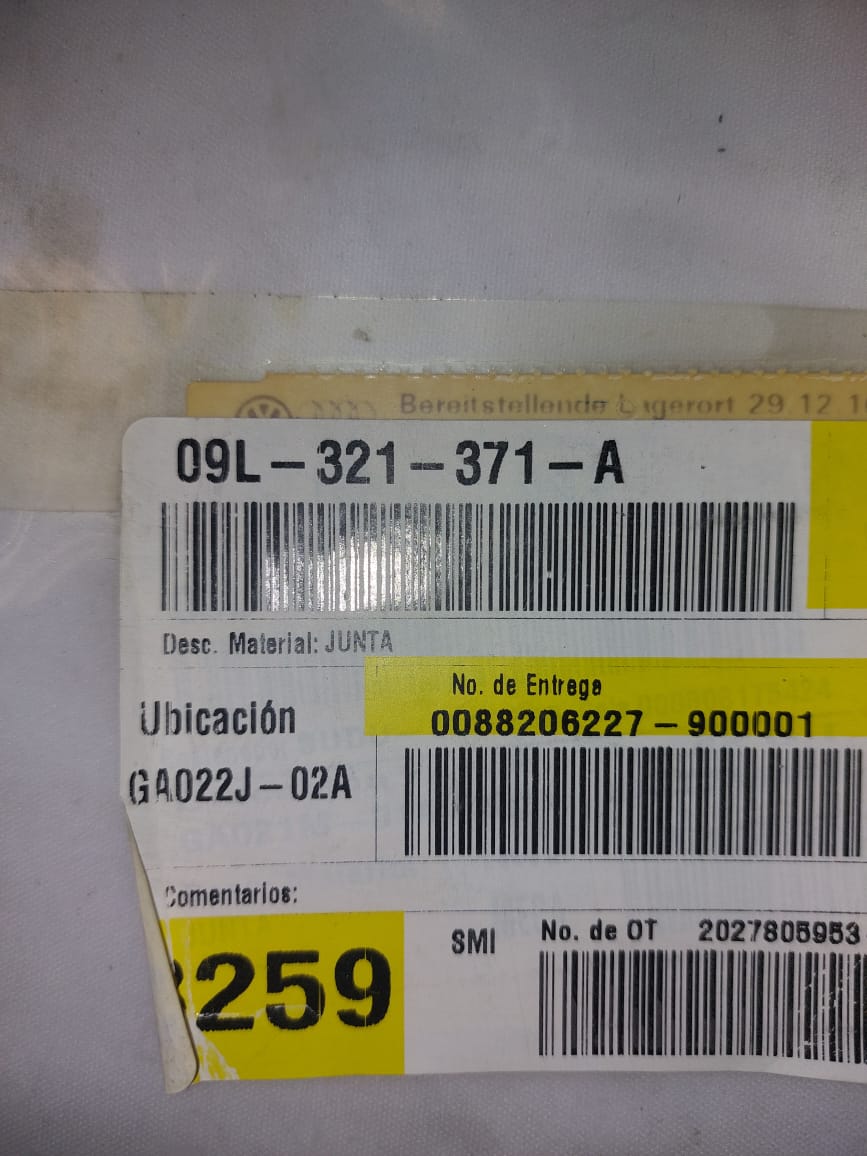 Bereitstellende Lagerort 29 12
09L-321-371-A
Desc. Material: JUNTA
No. de Entrega
Ubicación
0088206227-900001
GA022J-02A
Comentarios:
SMI No. de OT 2027805953
259